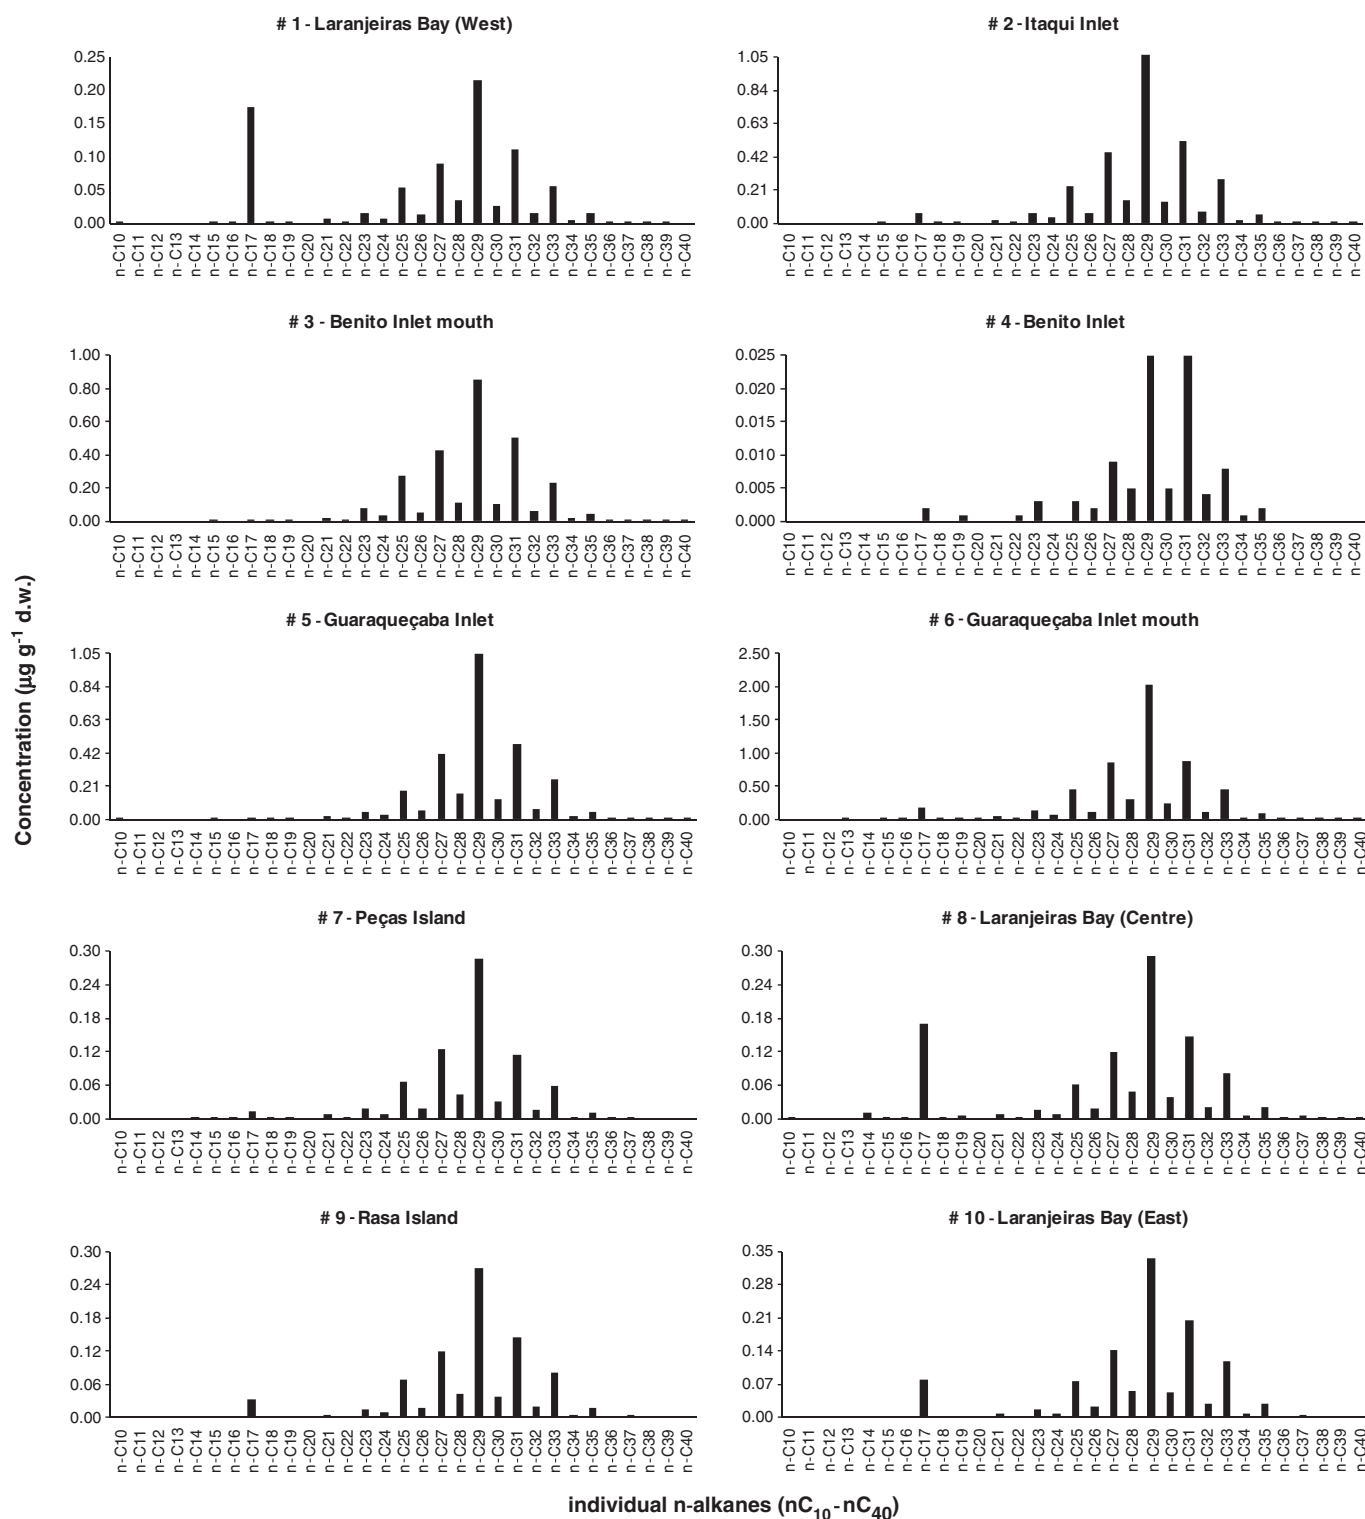 # 1 - Laranjeiras Bay (West)
0.25
0.20
0.15
0.10
0.05
0.00
n-C10 n-C11 n-C12 n-C13 n-C14 n-C15 n-C16 n-C17 n-C18 n-C19 n-C20 n-C21 n-C22 n-C23 n-C24 n-C25 n-C26 n-C27 n-C28 n-C29 n-C30 n-C31 n-C32 n-C33 n-C34 n-C35 n-C36 n-C37 n-C38 n-C39 n-C40
# 2 - Itaqui Inlet
1.05
0.84
0.63
0.42
0.21
0.00
n-C10 n-C11 n-C12 n-C13 n-C14 n-C15 n-C16 n-C17 n-C18 n-C19 n-C20 n-C21 n-C22 n-C23 n-C24 n-C25 n-C26 n-C27 n-C28 n-C29 n-C30 n-C31 n-C32 n-C33 n-C34 n-C35 n-C36 n-C37 n-C38 n-C39 n-C40
# 3 - Benito Inlet mouth
1.00
0.80
0.60
0.40
0.20
0.00
n-C10 n-C11 n-C12 n-C13 n-C14 n-C15 n-C16 n-C17 n-C18 n-C19 n-C20 n-C21 n-C22 n-C23 n-C24 n-C25 n-C26 n-C27 n-C28 n-C29 n-C30 n-C31 n-C32 n-C33 n-C34 n-C35 n-C36 n-C37 n-C38 n-C39 n-C40
# 4 - Benito Inlet
0.025
0.020
0.015
0.010
0.005
0.000
n-C10 n-C11 n-C12 n-C13 n-C14 n-C15 n-C16 n-C17 n-C18 n-C19 n-C20 n-C21 n-C22 n-C23 n-C24 n-C25 n-C26 n-C27 n-C28 n-C29 n-C30 n-C31 n-C32 n-C33 n-C34 n-C35 n-C36 n-C37 n-C38 n-C39 n-C40
Concentration (µg g⁻¹ d.w.)
# 5 - Guaraqueçaba Inlet
1.05
0.84
0.63
0.42
0.21
0.00
n-C10 n-C11 n-C12 n-C13 n-C14 n-C15 n-C16 n-C17 n-C18 n-C19 n-C20 n-C21 n-C22 n-C23 n-C24 n-C25 n-C26 n-C27 n-C28 n-C29 n-C30 n-C31 n-C32 n-C33 n-C34 n-C35 n-C36 n-C37 n-C38 n-C39 n-C40
# 6 - Guaraqueçaba Inlet mouth
2.50
2.00
1.50
1.00
0.50
0.00
n-C10 n-C11 n-C12 n-C13 n-C14 n-C15 n-C16 n-C17 n-C18 n-C19 n-C20 n-C21 n-C22 n-C23 n-C24 n-C25 n-C26 n-C27 n-C28 n-C29 n-C30 n-C31 n-C32 n-C33 n-C34 n-C35 n-C36 n-C37 n-C38 n-C39 n-C40
# 7 - Peças Island
0.30
0.24
0.18
0.12
0.06
0.00
n-C10 n-C11 n-C12 n-C13 n-C14 n-C15 n-C16 n-C17 n-C18 n-C19 n-C20 n-C21 n-C22 n-C23 n-C24 n-C25 n-C26 n-C27 n-C28 n-C29 n-C30 n-C31 n-C32 n-C33 n-C34 n-C35 n-C36 n-C37 n-C38 n-C39 n-C40
# 8 - Laranjeiras Bay (Centre)
0.30
0.24
0.18
0.12
0.06
0.00
n-C10 n-C11 n-C12 n-C13 n-C14 n-C15 n-C16 n-C17 n-C18 n-C19 n-C20 n-C21 n-C22 n-C23 n-C24 n-C25 n-C26 n-C27 n-C28 n-C29 n-C30 n-C31 n-C32 n-C33 n-C34 n-C35 n-C36 n-C37 n-C38 n-C39 n-C40
# 9 - Rasa Island
0.30
0.24
0.18
0.12
0.06
0.00
n-C10 n-C11 n-C12 n-C13 n-C14 n-C15 n-C16 n-C17 n-C18 n-C19 n-C20 n-C21 n-C22 n-C23 n-C24 n-C25 n-C26 n-C27 n-C28 n-C29 n-C30 n-C31 n-C32 n-C33 n-C34 n-C35 n-C36 n-C37 n-C38 n-C39 n-C40
# 10 - Laranjeiras Bay (East)
0.35
0.28
0.21
0.14
0.07
0.00
n-C10 n-C11 n-C12 n-C13 n-C14 n-C15 n-C16 n-C17 n-C18 n-C19 n-C20 n-C21 n-C22 n-C23 n-C24 n-C25 n-C26 n-C27 n-C28 n-C29 n-C30 n-C31 n-C32 n-C33 n-C34 n-C35 n-C36 n-C37 n-C38 n-C39 n-C40
individual n-alkanes (nC₁₀ - nC₄₀)